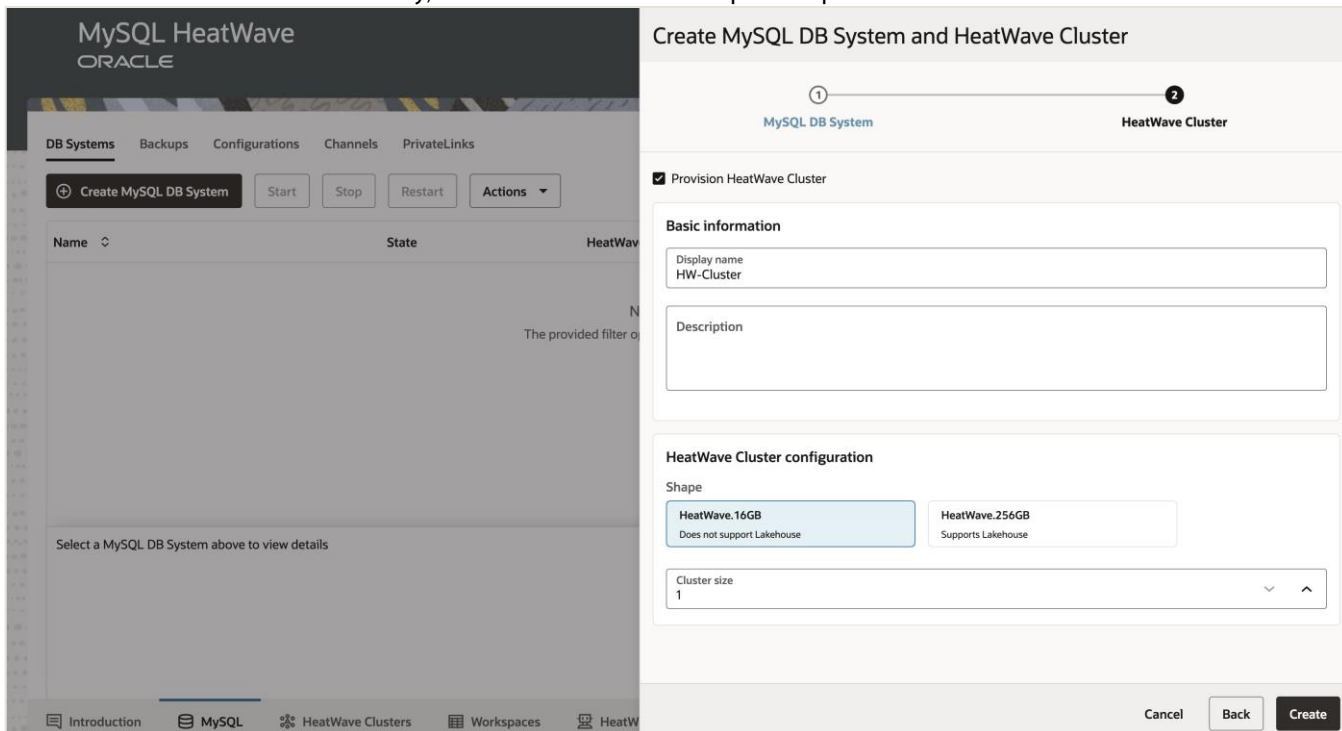 MySQL HeatWave
ORACLE
DB Systems Backups Configurations Channels PrivateLinks
Create MySQL DB System Start Stop Restart Actions
Name State HeatWav
N
The provided filter o
Select a MySQL DB System above to view details
Introduction MySQL HeatWave Clusters Workspaces HeatW
Create MySQL DB System and HeatWave Cluster
1 2
MySQL DB System HeatWave Cluster
Provision HeatWave Cluster
Basic information
Display name
HW-Cluster
Description
HeatWave Cluster configuration
Shape
HeatWave.16GB HeatWave.256GB
Does not support Lakehouse Supports Lakehouse
Cluster size
1
Cancel Back Create